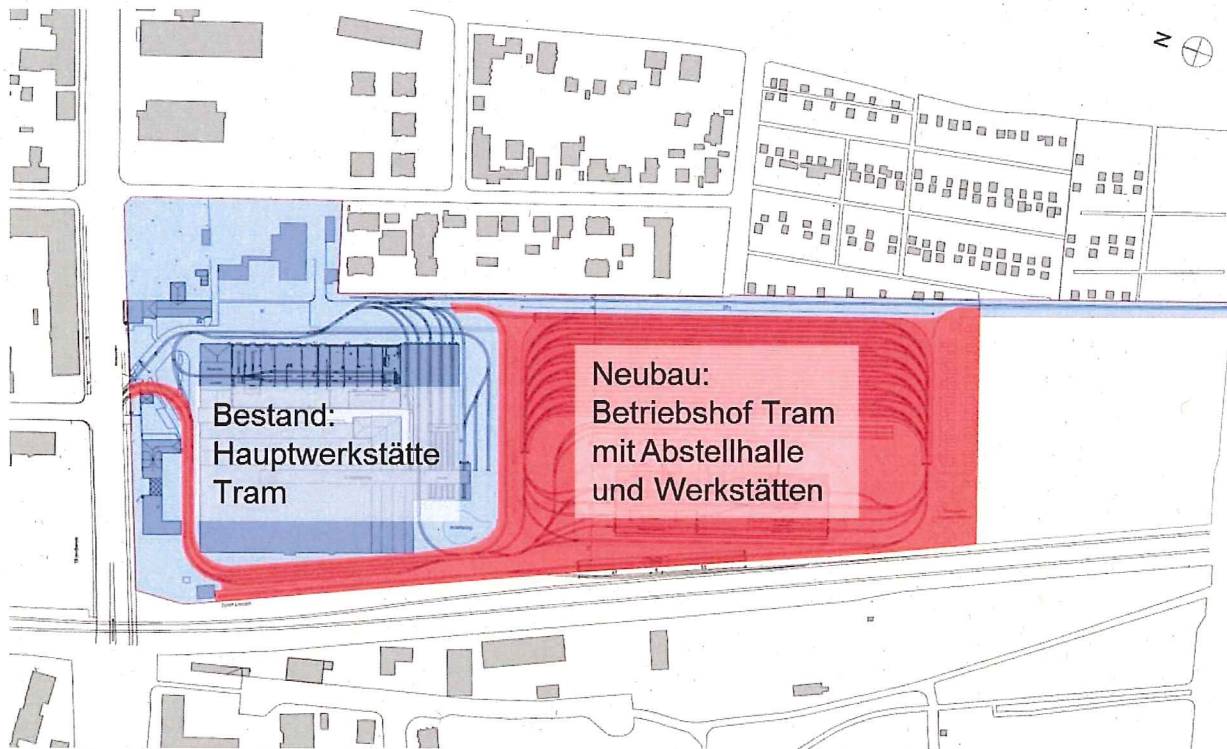 N
Bestand:
Hauptwerkstätte
Tram
Neubau:
Betriebshof Tram
mit Abstellhalle
und Werkstätten